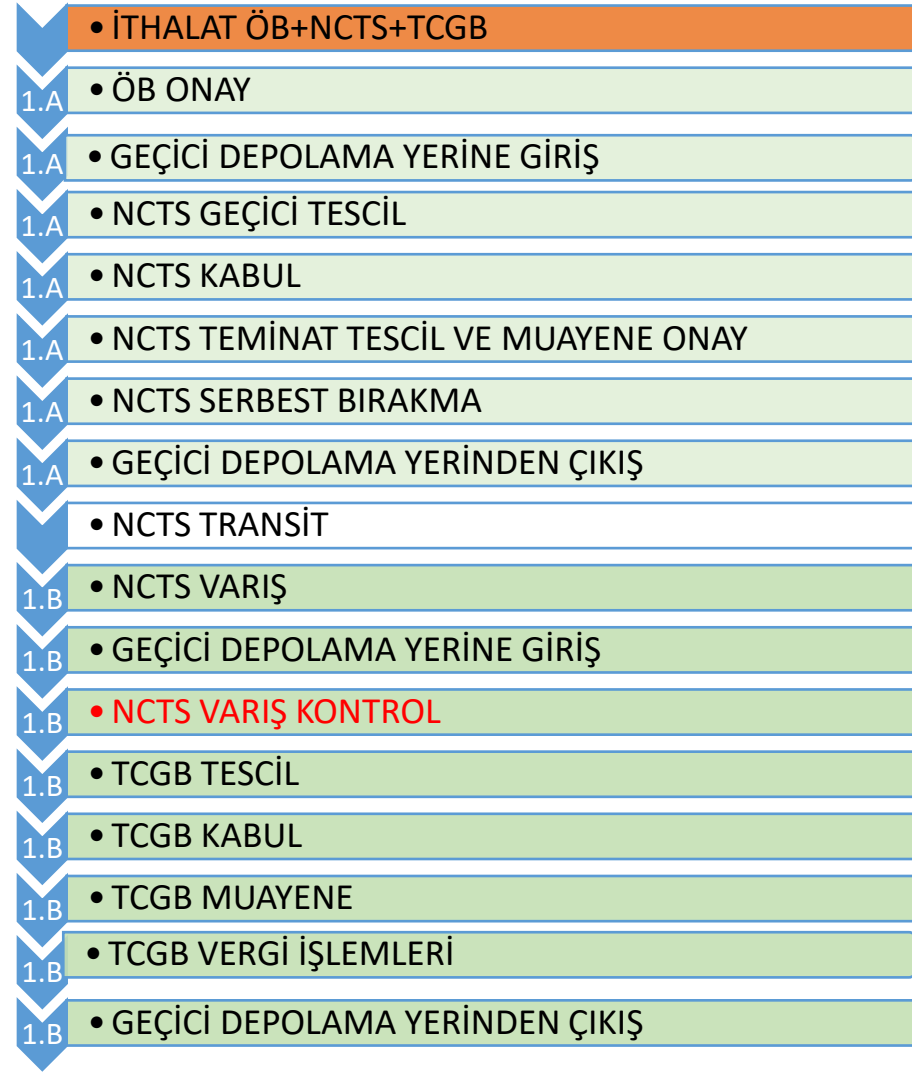 • İTHALAT ÖB+NCTS+TCGB
1.A • ÖB ONAY
1.A • GEÇİCİ DEPOLAMA YERİNE GİRİŞ
1.A • NCTS GEÇİCİ TESCİL
1.A • NCTS KABUL
1.A • NCTS TEMİNAT TESCİL VE MUAYENE ONAY
1.A • NCTS SERBEST BIRAKMA
1.A • GEÇİCİ DEPOLAMA YERİNDEN ÇIKIŞ
• NCTS TRANSİT
1.B • NCTS VARIŞ
1.B • GEÇİCİ DEPOLAMA YERİNE GİRİŞ
1.B • NCTS VARIŞ KONTROL
1.B • TCGB TESCİL
1.B • TCGB KABUL
1.B • TCGB MUAYENE
1.B • TCGB VERGİ İŞLEMLERİ
1.B • GEÇİCİ DEPOLAMA YERİNDEN ÇIKIŞ